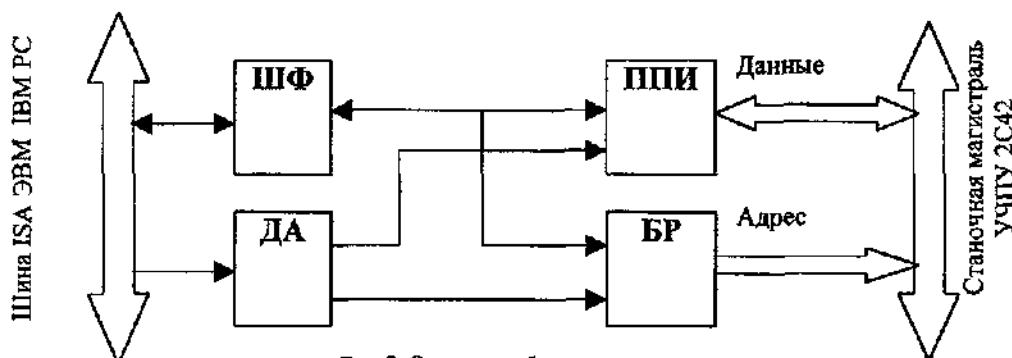 Шина ISA ЭВМ IBM PC
ШФ
ППИ
Данные
ДА
БР
Адрес
Станочная магистраль
УЧПУ 2С42